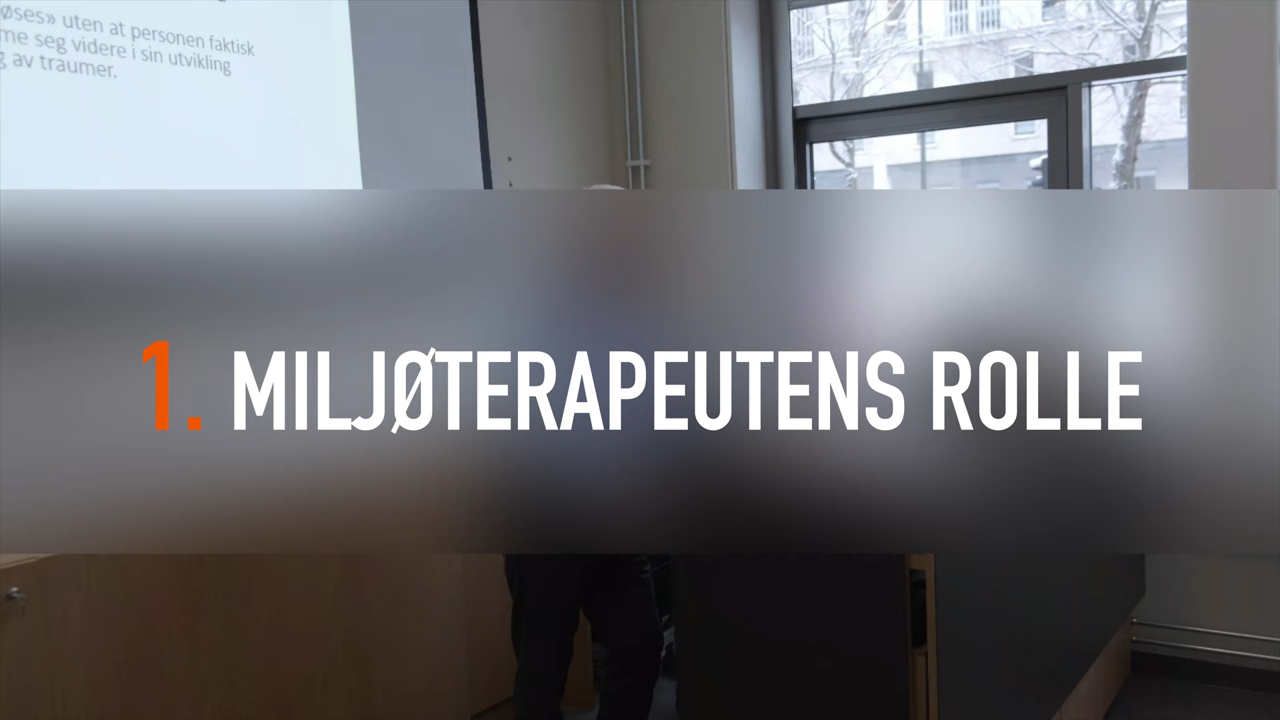 øses» uten at personen faktisk
me seg videre i sin utvikling
av traumer.
1. MILJØTERAPEUTENS ROLLE